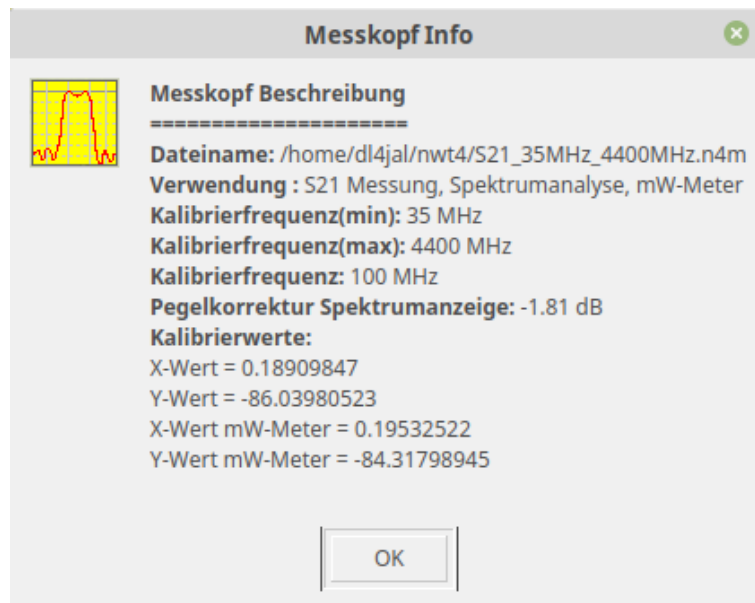 Messkopf Info
Messkopf Beschreibung
=====================
Dateiname: /home/dl4jal/nwt4/S21_35MHz_4400MHz.n4m
Verwendung : S21 Messung, Spektrumanalyse, mW-Meter
Kalibrierfrequenz(min): 35 MHz
Kalibrierfrequenz(max): 4400 MHz
Kalibrierfrequenz: 100 MHz
Pegelkorrektur Spektrumanzeige: -1.81 dB
Kalibrierwerte:
X-Wert = 0.18909847
Y-Wert = -86.03980523
X-Wert mW-Meter = 0.19532522
Y-Wert mW-Meter = -84.31798945
OK